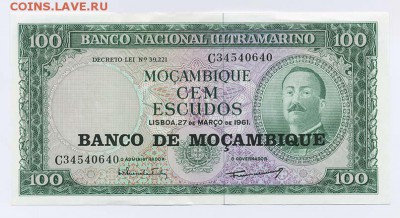 COINS.LAVE.RU
100 BANCO NACIONAL ULTRAMARINO 100
DECRETO LEI Nº 39.221 C34540640
MOÇAMBIQUE
CEM
ESCUDOS
LISBOA, 27 DE MARÇO DE 1961.
BANCO DE MOÇAMBIQUE
C34540640 O ADMINISTRADOR O GOVERNADOR
100 100